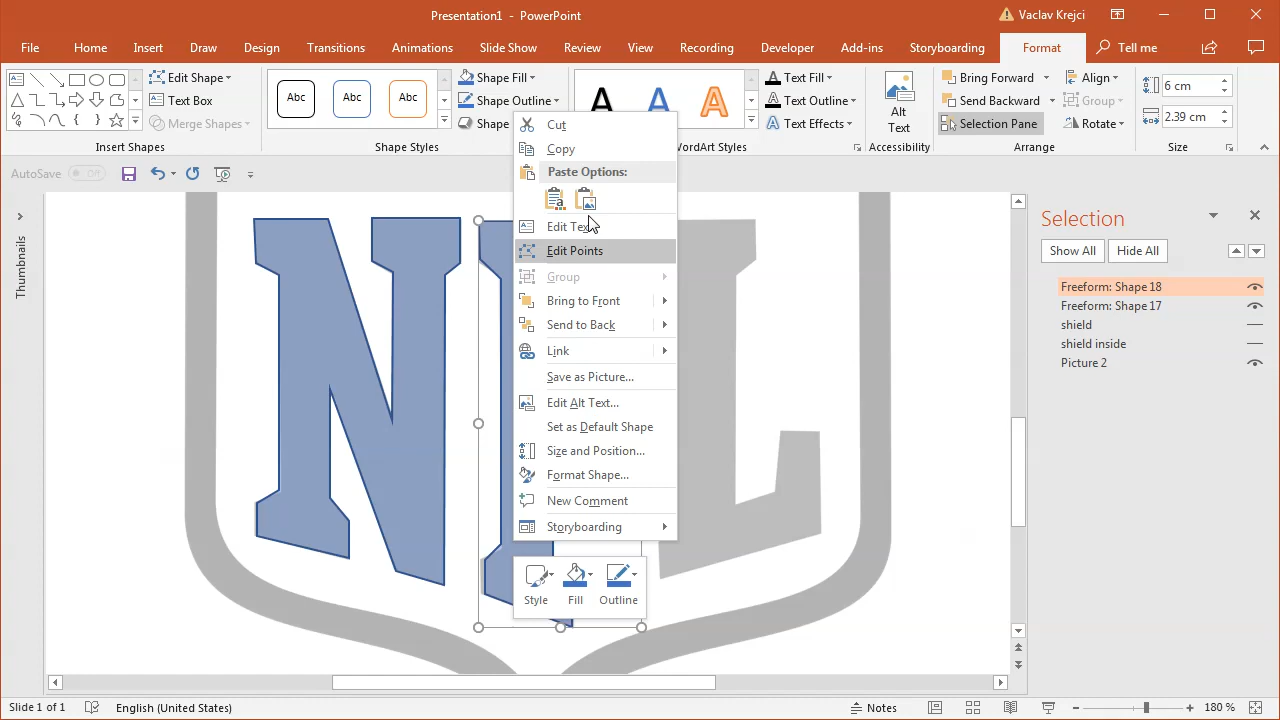 Presentation1 - PowerPoint
Vaclav Krejci
File Home Insert Draw Design Transitions Animations Slide Show Review View Recording Developer Add-ins Storyboarding Format Tell me
Edit Shape
Text Box
Merge Shapes
Insert Shapes
Abc Abc Abc
Shape Fill
Shape Outline
Shape
Shape Styles
A A A
Text Fill
Text Outline
Text Effects
WordArt Styles
Alt
Text
Accessibility
Bring Forward
Send Backward
Selection Pane
Align
Group
Rotate
Arrange
6 cm
2.39 cm
Size
AutoSave Off
Thumbnails
N L
Cut
Copy
Paste Options:
Edit Text
Edit Points
Group
Bring to Front
Send to Back
Link
Save as Picture...
Edit Alt Text...
Set as Default Shape
Size and Position...
Format Shape...
New Comment
Storyboarding
Style Fill Outline
Selection
Show All Hide All
Freeform: Shape 18
Freeform: Shape 17
shield
shield inside
Picture 2
Slide 1 of 1 English (United States) Notes 180 %